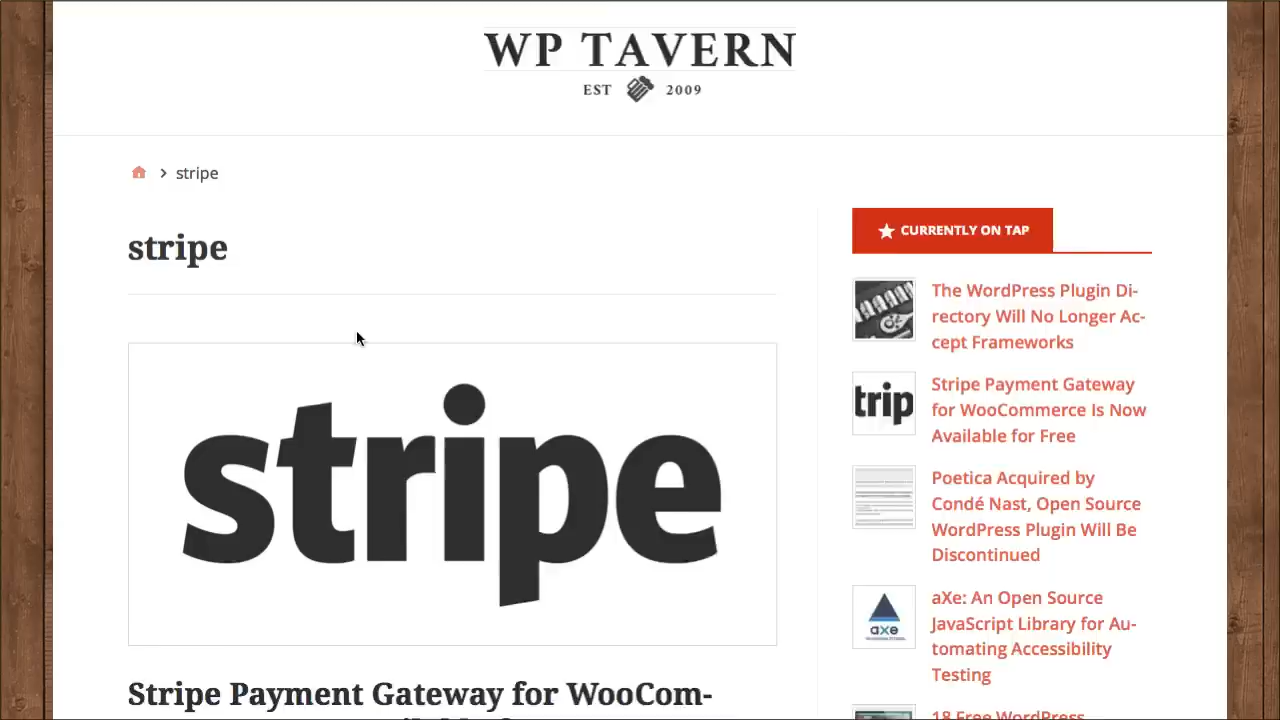 WP TAVERN
EST 2009
stripe
stripe
stripe
Stripe Payment Gateway for WooCom-
CURRENTLY ON TAP
The WordPress Plugin Di-
rectory Will No Longer Ac-
cept Frameworks
trip
Stripe Payment Gateway
for WooCommerce Is Now
Available for Free
Poetica Acquired by
Condé Nast, Open Source
WordPress Plugin Will Be
Discontinued
axe
aXe: An Open Source
JavaScript Library for Au-
tomating Accessibility
Testing
18 Free WordPress